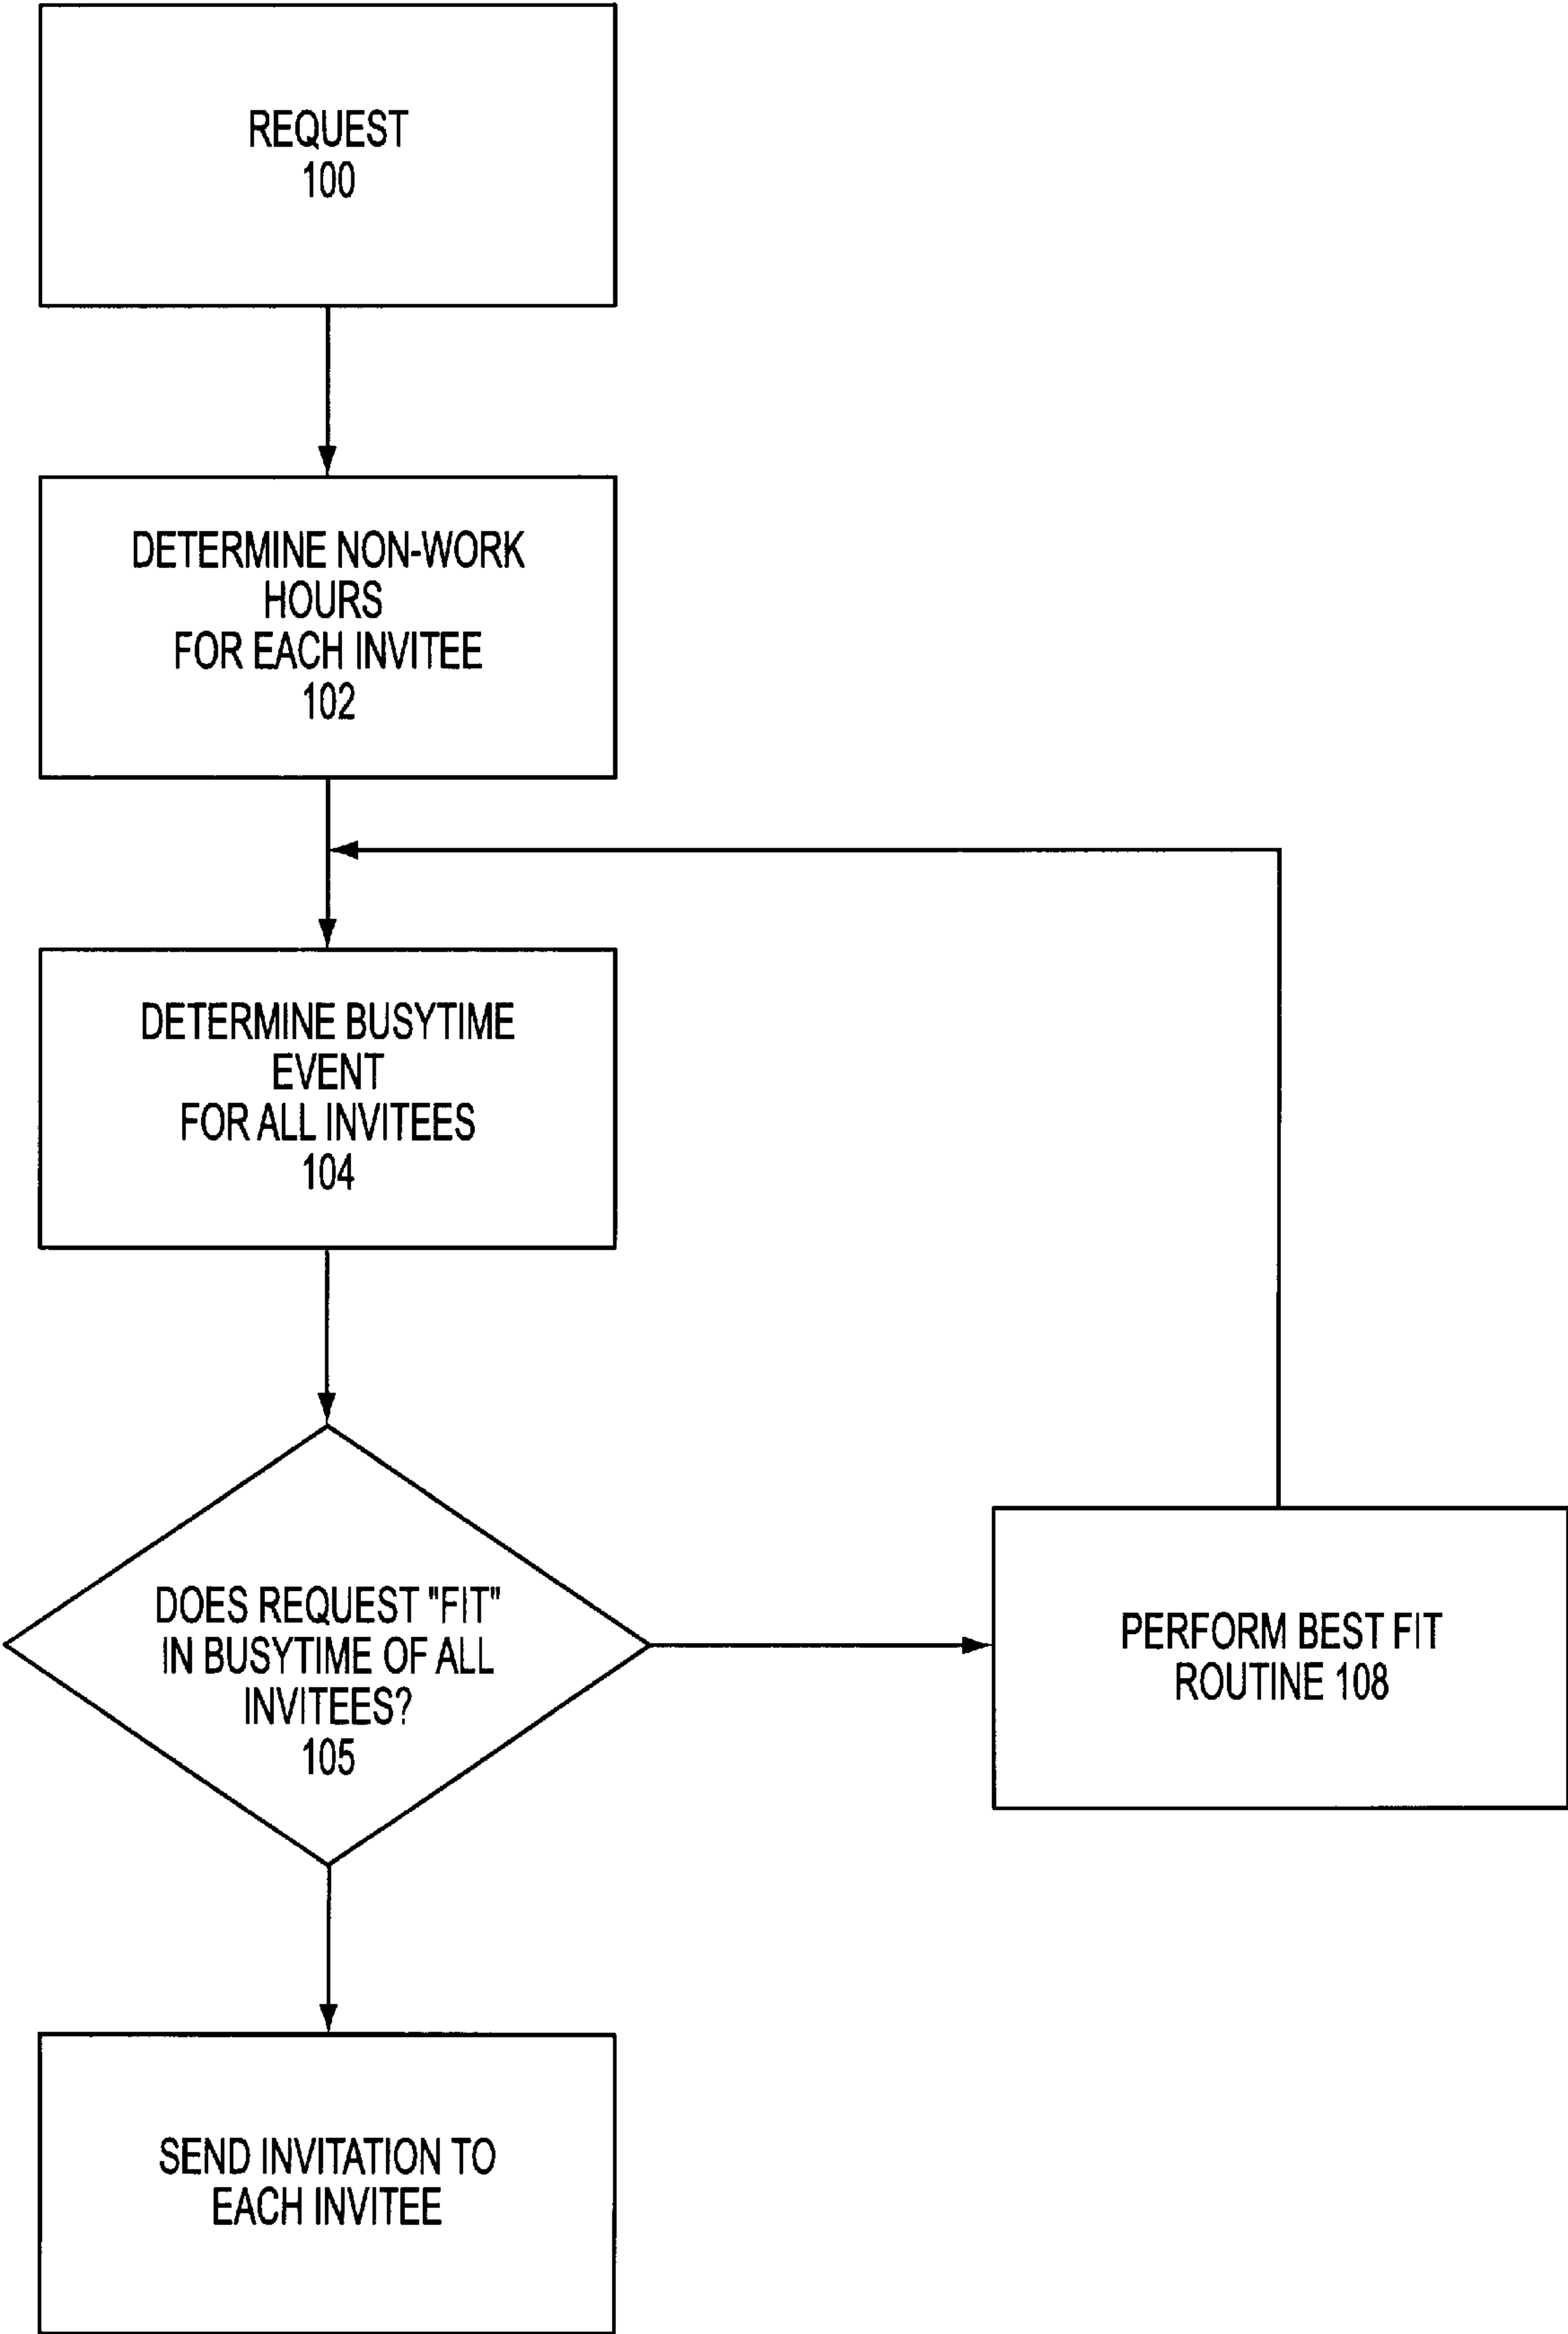 REQUEST
100
DETERMINE NON-WORK
HOURS
FOR EACH INVITEE
102
DETERMINE BUSYTIME
EVENT
FOR ALL INVITEES
104
DOES REQUEST "FIT"
IN BUSYTIME OF ALL
INVITEES?
105
PERFORM BEST FIT
ROUTINE 108
SEND INVITATION TO
EACH INVITEE